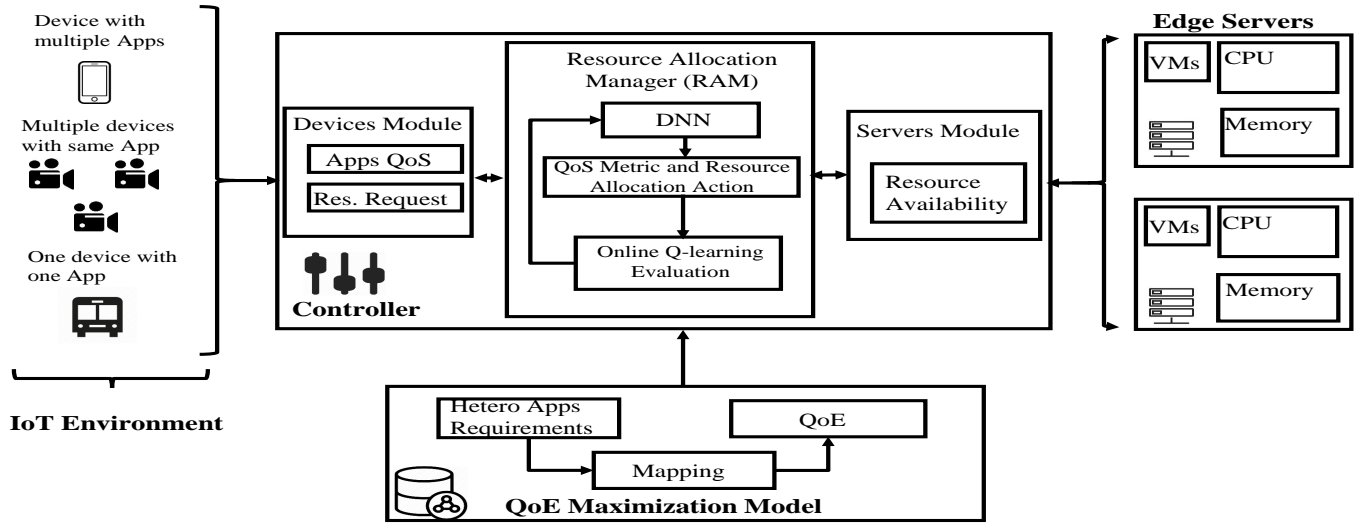 Device with
multiple Apps
Multiple devices
with same App
One device with
one App
IoT Environment
Devices Module
Apps QoS
Res. Request
Controller
Resource Allocation
Manager (RAM)
DNN
QoS Metric and Resource
Allocation Action
Online Q-learning
Evaluation
Servers Module
Resource
Availability
Edge Servers
VMs
CPU
Memory
VMs
CPU
Memory
Hetero Apps
Requirements
QoE
Mapping
QoE Maximization Model